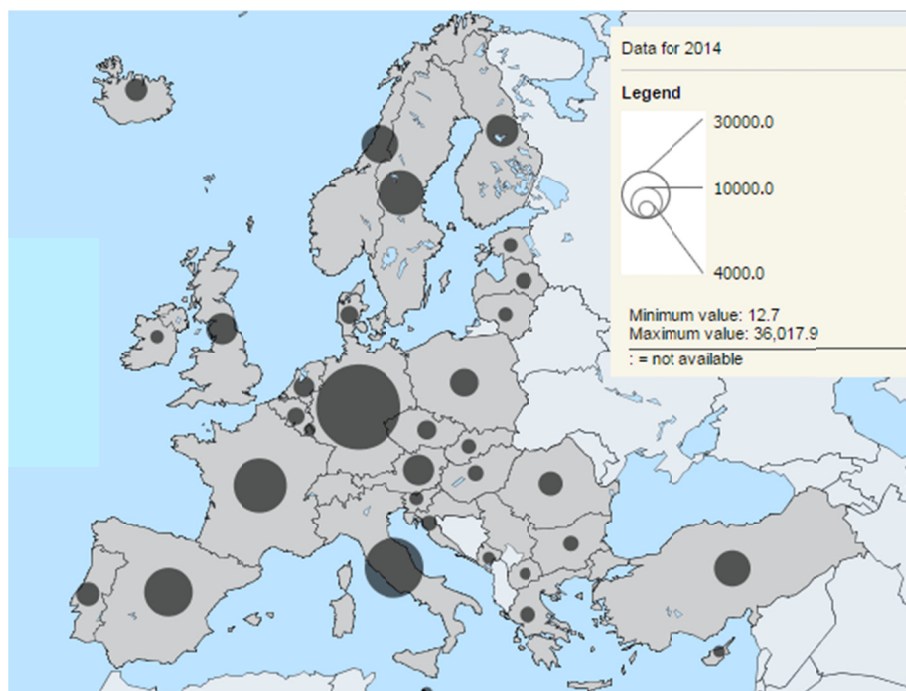 Data for 2014
Legend
30000.0
10000.0
4000.0
Minimum value: 12.7
Maximum value: 36,017.9
: = not available